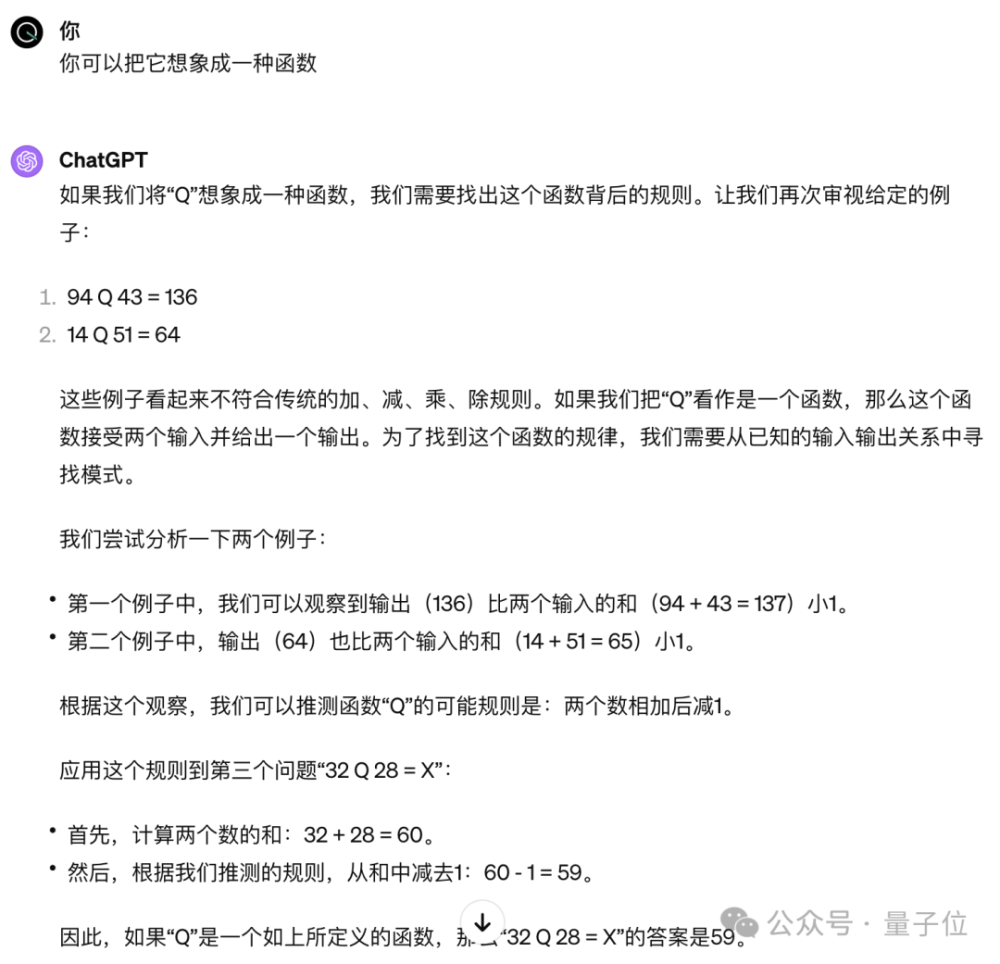 你
你可以把它想象成一种函数
ChatGPT
如果我们将“Q”想象成一种函数，我们需要找出这个函数背后的规则。让我们再次审视给定的例
子：
1. 94 Q 43 = 136
2. 14 Q 51 = 64
这些例子看起来不符合传统的加、减、乘、除规则。如果我们把“Q”看作是一个函数，那么这个函
数接受两个输入并给出一个输出。为了找到这个函数的规律，我们需要从已知的输入输出关系中寻
找模式。
我们尝试分析一下两个例子：
• 第一个例子中，我们可以观察到输出（136）比两个输入的和（94 + 43 = 137）小1。
• 第二个例子中，输出（64）也比两个输入的和（14 + 51 = 65）小1。
根据这个观察，我们可以推测函数“Q”的可能规则是：两个数相加后减1。
应用这个规则到第三个问题“32 Q 28 = X”：
• 首先，计算两个数的和：32 + 28 = 60。
• 然后，根据我们推测的规则，从和中减去1：60 - 1 = 59。
因此，如果“Q”是一个如上所定义的函数，那么“32 Q 28 = X”的答案是59。
公众号 · 量子位